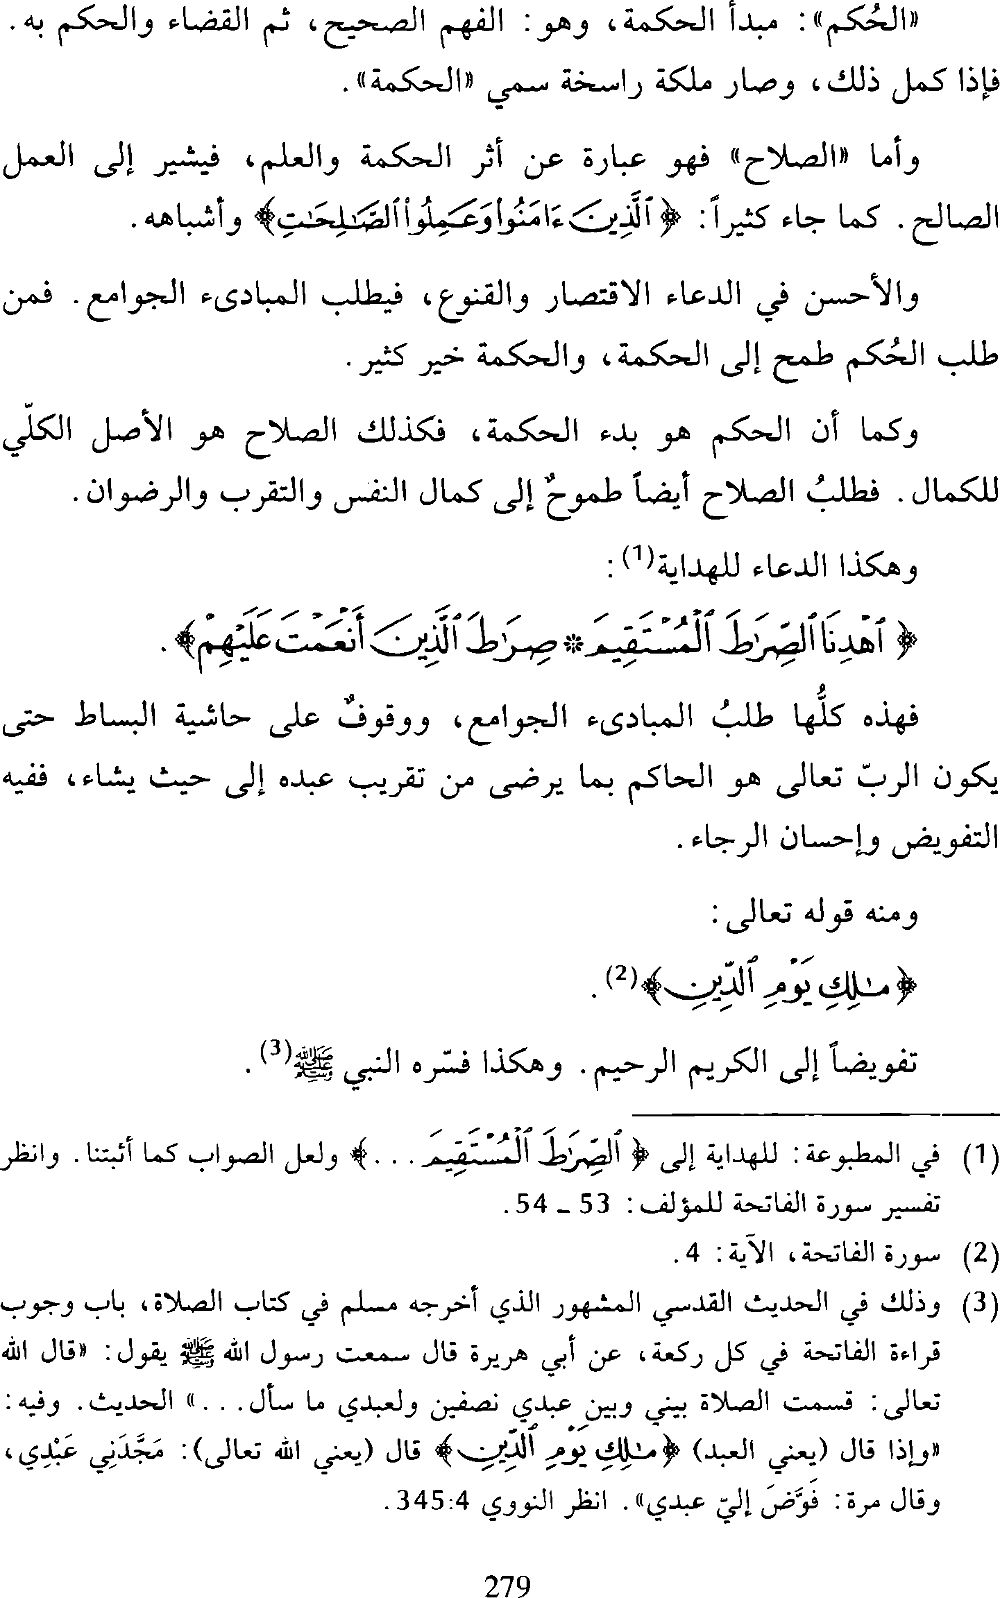 «الحُكم»: مبدأ الحكمة، وهو: الفهم الصحيح، ثم القضاء والحكم به.
فإذا كمل ذلك، وصار ملكة راسخة سمي «الحكمة».
وأما «الصلاح» فهو عبارة عن أثر الحكمة والعلم، فيشير إلى العمل
الصالح. كما جاء كثيراً: ﴿ٱلَّذِينَ ءَامَنُوا۟ وَعَمِلُوا۟ ٱلصَّـٰلِحَـٰتِ﴾ وأشباهه.
والأحسن في الدعاء الاقتصار والقنوع، فيطلب المبادىء الجوامع. فمن
طلب الحُكم طمح إلى الحكمة، والحكمة خير كثير.
وكما أن الحكم هو بدء الحكمة، فكذلك الصلاح هو الأصل الكلّي
للكمال. فطلبُ الصلاح أيضاً طموحٌ إلى كمال النفس والتقرب والرضوان.
وهكذا الدعاء للهداية(1):
﴿ٱهْدِنَا ٱلصِّرَٰطَ ٱلْمُسْتَقِيمَ * صِرَٰطَ ٱلَّذِينَ أَنْعَمْتَ عَلَيْهِمْ﴾.
فهذه كلُّها طلبُ المبادىء الجوامع، ووقوفٌ على حاشية البساط حتى
يكون الربّ تعالى هو الحاكم بما يرضى من تقريب عبده إلى حيث يشاء، ففيه
التفويض وإحسان الرجاء.
ومنه قوله تعالى:
﴿مَـٰلِكِ يَوْمِ ٱلدِّينِ﴾(2).
تفويضاً إلى الكريم الرحيم. وهكذا فسّره النبي ﷺ(3).
(1) في المطبوعة: للهداية إلى ﴿ٱلصِّرَٰطَ ٱلْمُسْتَقِيمَ...﴾ ولعل الصواب كما أثبتنا. وانظر
تفسير سورة الفاتحة للمؤلف: 53 ـ 54.
(2) سورة الفاتحة، الآية: 4.
(3) وذلك في الحديث القدسي المشهور الذي أخرجه مسلم في كتاب الصلاة، باب وجوب
قراءة الفاتحة في كل ركعة، عن أبي هريرة قال سمعت رسول الله ﷺ يقول: «قال الله
تعالى: قسمت الصلاة بيني وبين عبدي نصفين ولعبدي ما سأل...» الحديث. وفيه:
«وإذا قال (يعني العبد) ﴿مَـٰلِكِ يَوْمِ ٱلدِّينِ﴾ قال (يعني الله تعالى): مَجَّدَنِي عَبْدِي،
وقال مرة: فَوَّضَ إليّ عبدي». انظر النووي 345:4.
279